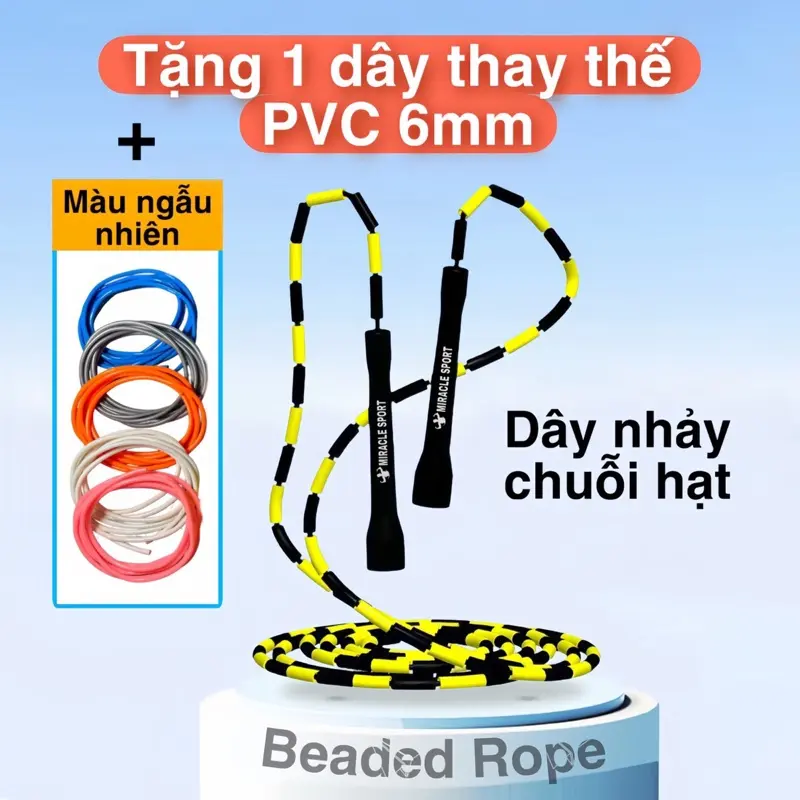 Tặng 1 dây thay thế
PVC 6mm
+
Màu ngẫu
nhiên
MIRACLE SPORT
MIRACLE SPORT
Dây nhảy
chuỗi hạt
Beaded Rope